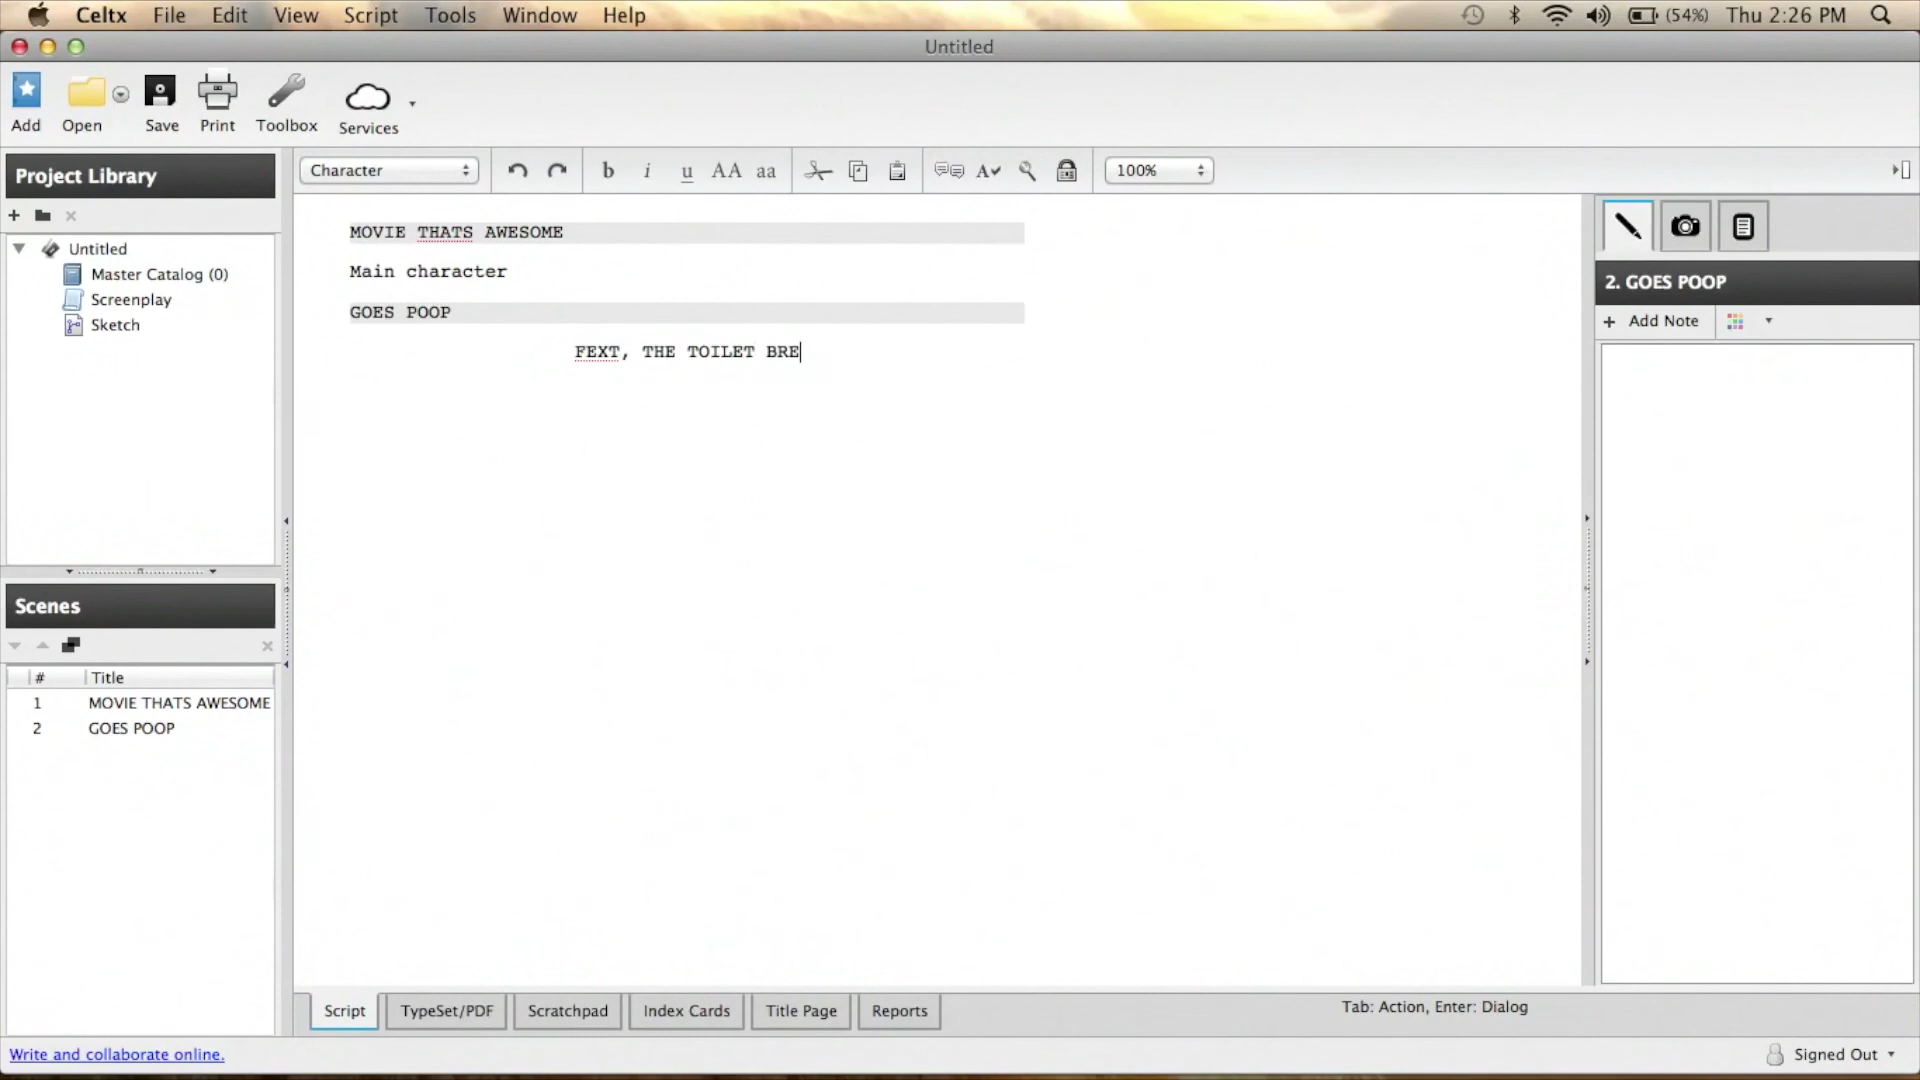 Celtx File Edit View Script Tools Window Help (54%) Thu 2:26 PM
Untitled
Add Open Save Print Toolbox Services
Project Library
Character b i u AA aa A 100%
Untitled
Master Catalog (0)
Screenplay
Sketch
MOVIE THATS AWESOME
Main character
GOES POOP
FEXT, THE TOILET BRE
2. GOES POOP
+ Add Note
Scenes
# Title
1 MOVIE THATS AWESOME
2 GOES POOP
Script TypeSet/PDF Scratchpad Index Cards Title Page Reports
Tab: Action, Enter: Dialog
Write and collaborate online.
Signed Out